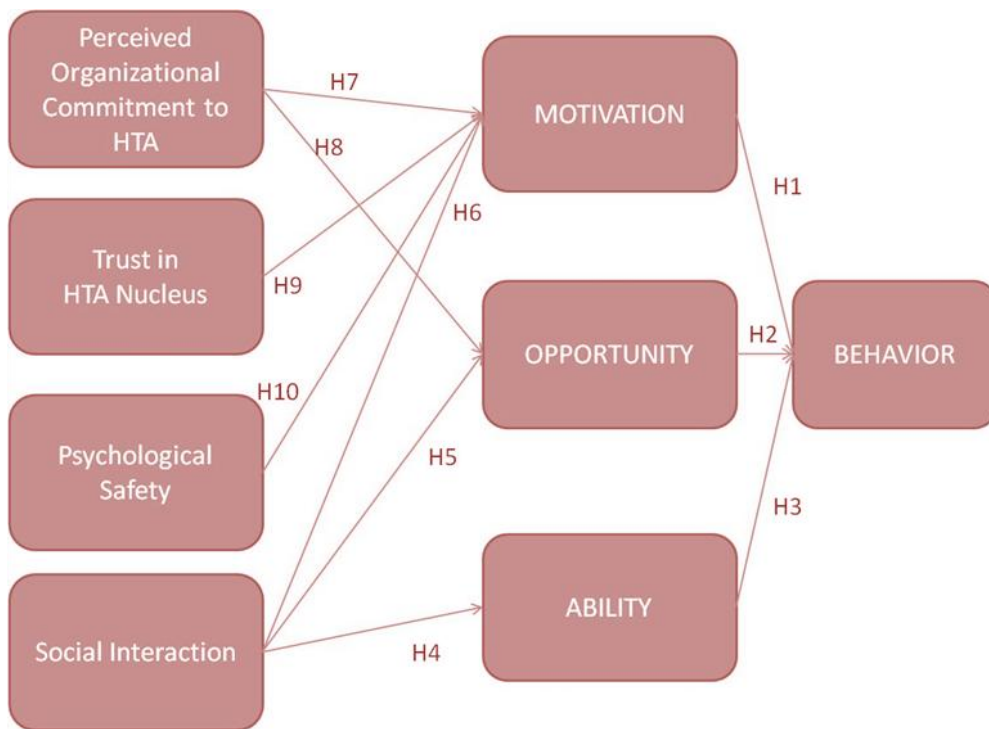 Perceived
Organizational
Commitment to
HTA
Trust in
HTA Nucleus
Psychological
Safety
Social Interaction
H7
H8
H6
H9
H10
H5
H4
MOTIVATION
OPPORTUNITY
ABILITY
H1
H2
H3
BEHAVIOR